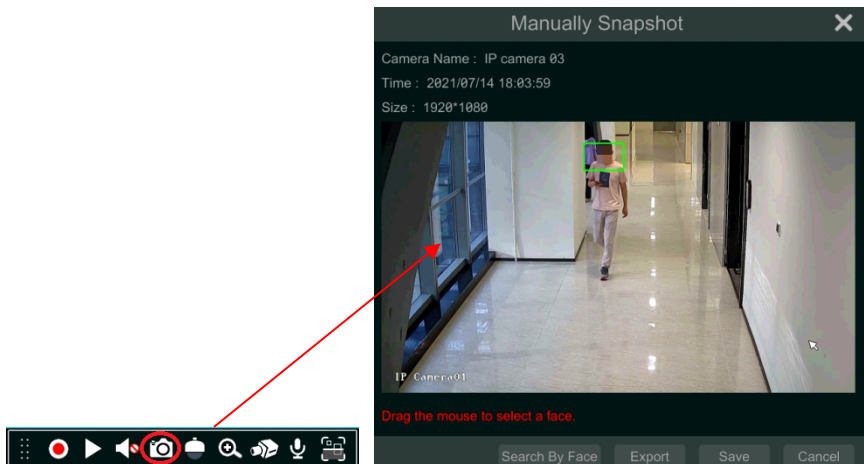 Manually Snapshot
Camera Name : IP camera 03
Time : 2021/07/14 18:03:59
Size : 1920*1080
IP Camera01
Drag the mouse to select a face.
Search By Face
Export
Save
Cancel